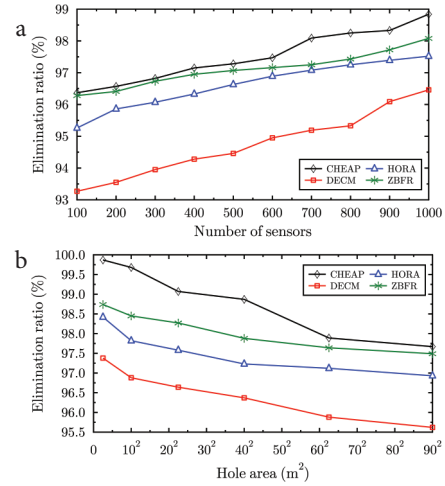 a
99
98
97
96
95
94
93
Elimination ratio (%)
CHEAP HORA
DECM ZBFR
100 200 300 400 500 600 700 800 900 1000
Number of sensors
b
100.0
99.5
99.0
98.5
98.0
97.5
97.0
96.5
96.0
95.5
Elimination ratio (%)
CHEAP HORA
DECM ZBFR
0 10² 20² 30² 40² 50² 60² 70² 80² 90²
Hole area (m²)